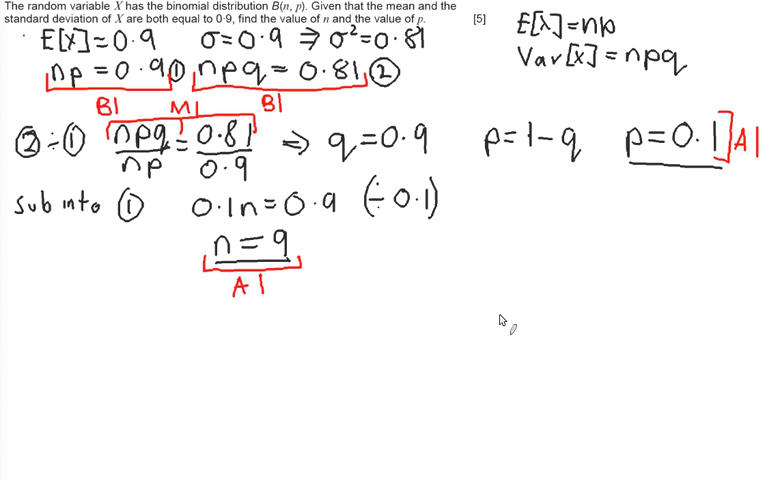 The random variable X has the binomial distribution B(n, p). Given that the mean and the
standard deviation of X are both equal to 0·9, find the value of n and the value of p. [5]
E[X]=0.9 σ=0.9 ⇒ σ²=0.81
E[X]=np
Var[X]=npq
np=0.9 ① npq=0.81 ②
B1 M1 B1
②÷① npq/np = 0.81/0.9 ⇒ q=0.9 p=1-q p=0.1 A1
sub into ① 0.1n=0.9 (÷0.1)
n=9
A1